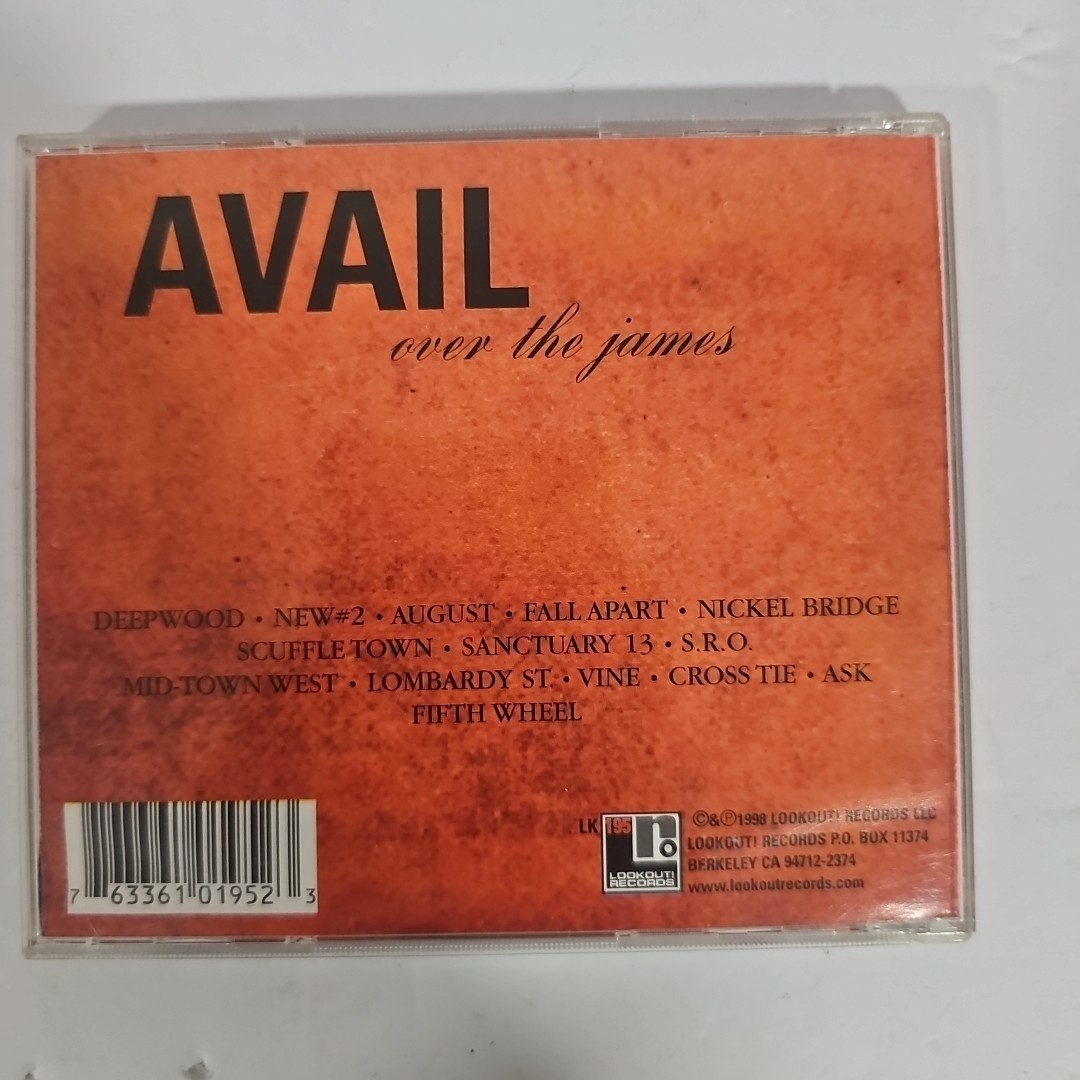 AVAIL
over the james
DEEPWOOD • NEW#2 • AUGUST • FALL APART • NICKEL BRIDGE
SCUFFLE TOWN • SANCTUARY 13 • S.R.O.
MID-TOWN WEST • LOMBARDY ST. • VINE • CROSS TIE • ASK
FIFTH WHEEL
7 63361 01952 3
LK 195
LOOKOUT!
RECORDS
©&℗1998 LOOKOUT! RECORDS LLC
LOOKOUT! RECORDS P.O. BOX 11374
BERKELEY CA 94712-2374
www.lookoutrecords.com